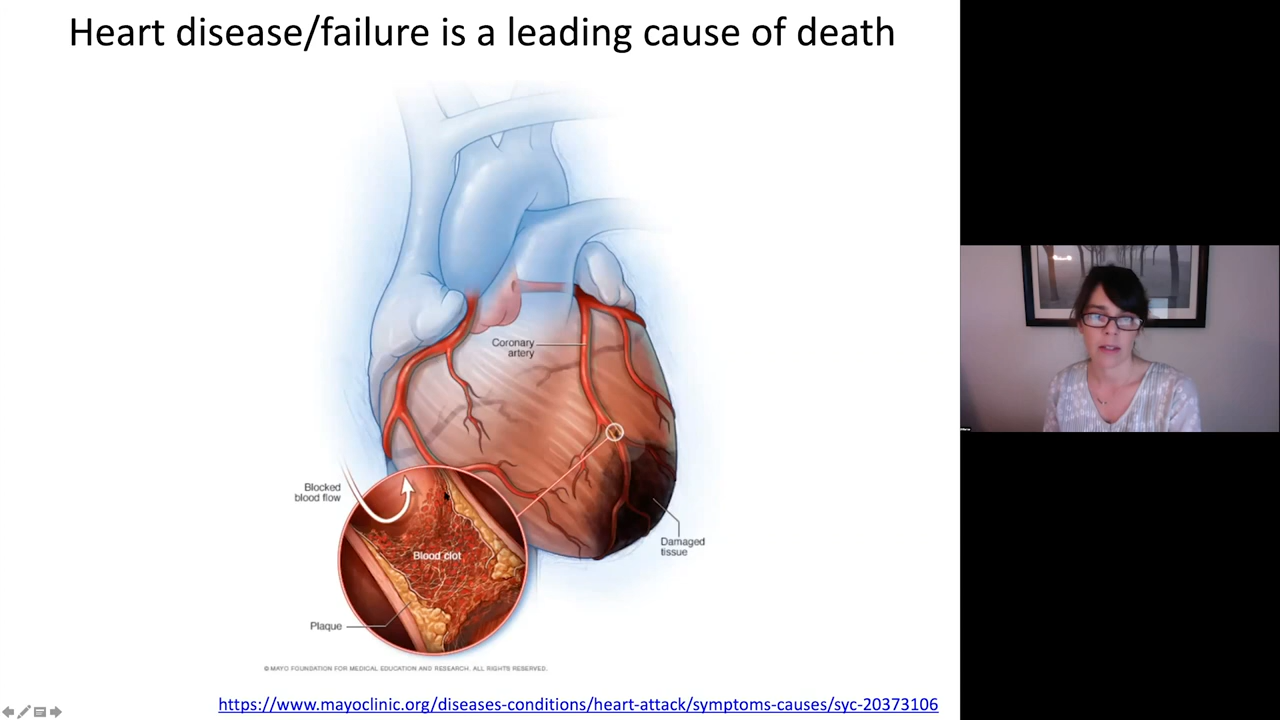 Heart disease/failure is a leading cause of death
Coronary
artery
Blocked
blood flow
Blood clot
Damaged
tissue
Plaque
© MAYO FOUNDATION FOR MEDICAL EDUCATION AND RESEARCH. ALL RIGHTS RESERVED.
https://www.mayoclinic.org/diseases-conditions/heart-attack/symptoms-causes/syc-20373106